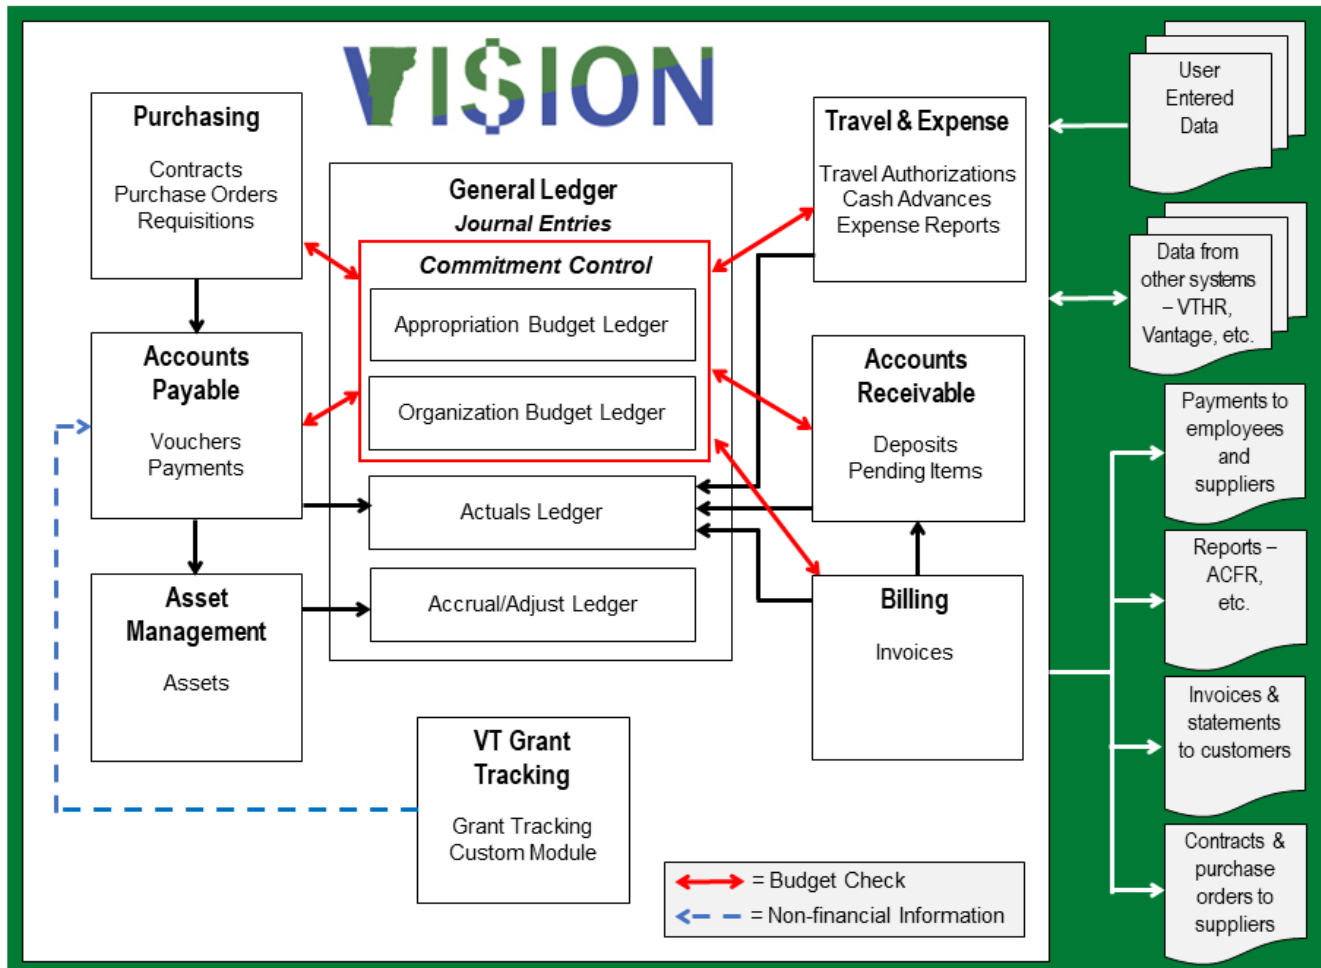 VISION
Purchasing
Contracts
Purchase Orders
Requisitions
Accounts
Payable
Vouchers
Payments
Asset
Management
Assets
General Ledger
Journal Entries
Commitment Control
Appropriation Budget Ledger
Organization Budget Ledger
Actuals Ledger
Accrual/Adjust Ledger
VT Grant
Tracking
Grant Tracking
Custom Module
Travel & Expense
Travel Authorizations
Cash Advances
Expense Reports
Accounts
Receivable
Deposits
Pending Items
Billing
Invoices
= Budget Check
= Non-financial Information
User
Entered
Data
Data from
other systems
– VTHR,
Vantage, etc.
Payments to
employees
and
suppliers
Reports –
ACFR,
etc.
Invoices &
statements
to customers
Contracts &
purchase
orders to
suppliers